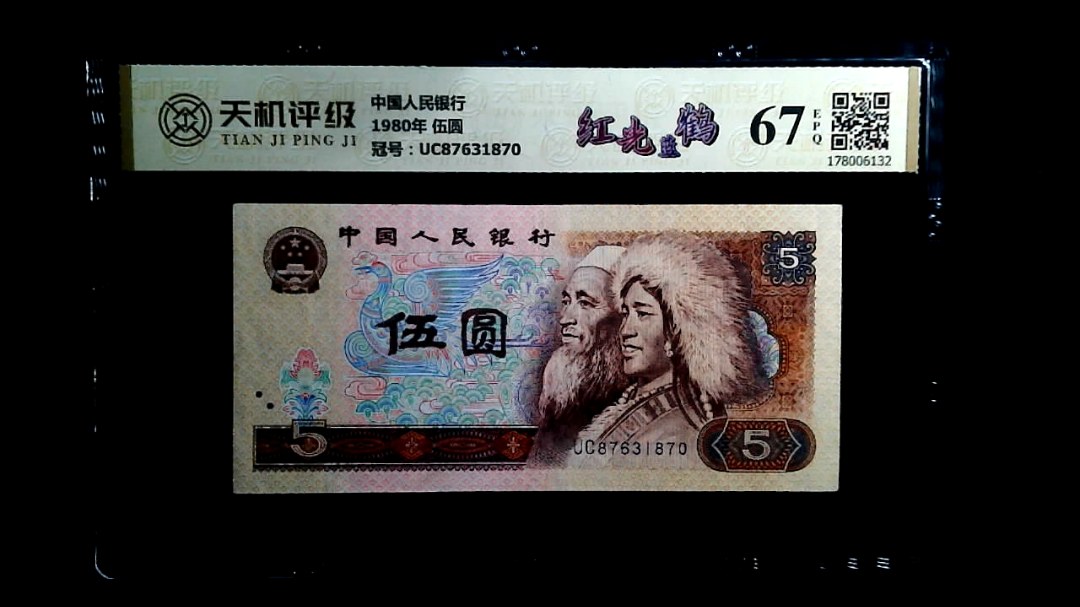 天机评级
TIAN JI PING JI
中国人民银行
1980年 伍圆
冠号：UC87631870
红光蓝鹤
67
EPQ
178006132
中国人民银行
5
伍圆
5
UC87631870
5